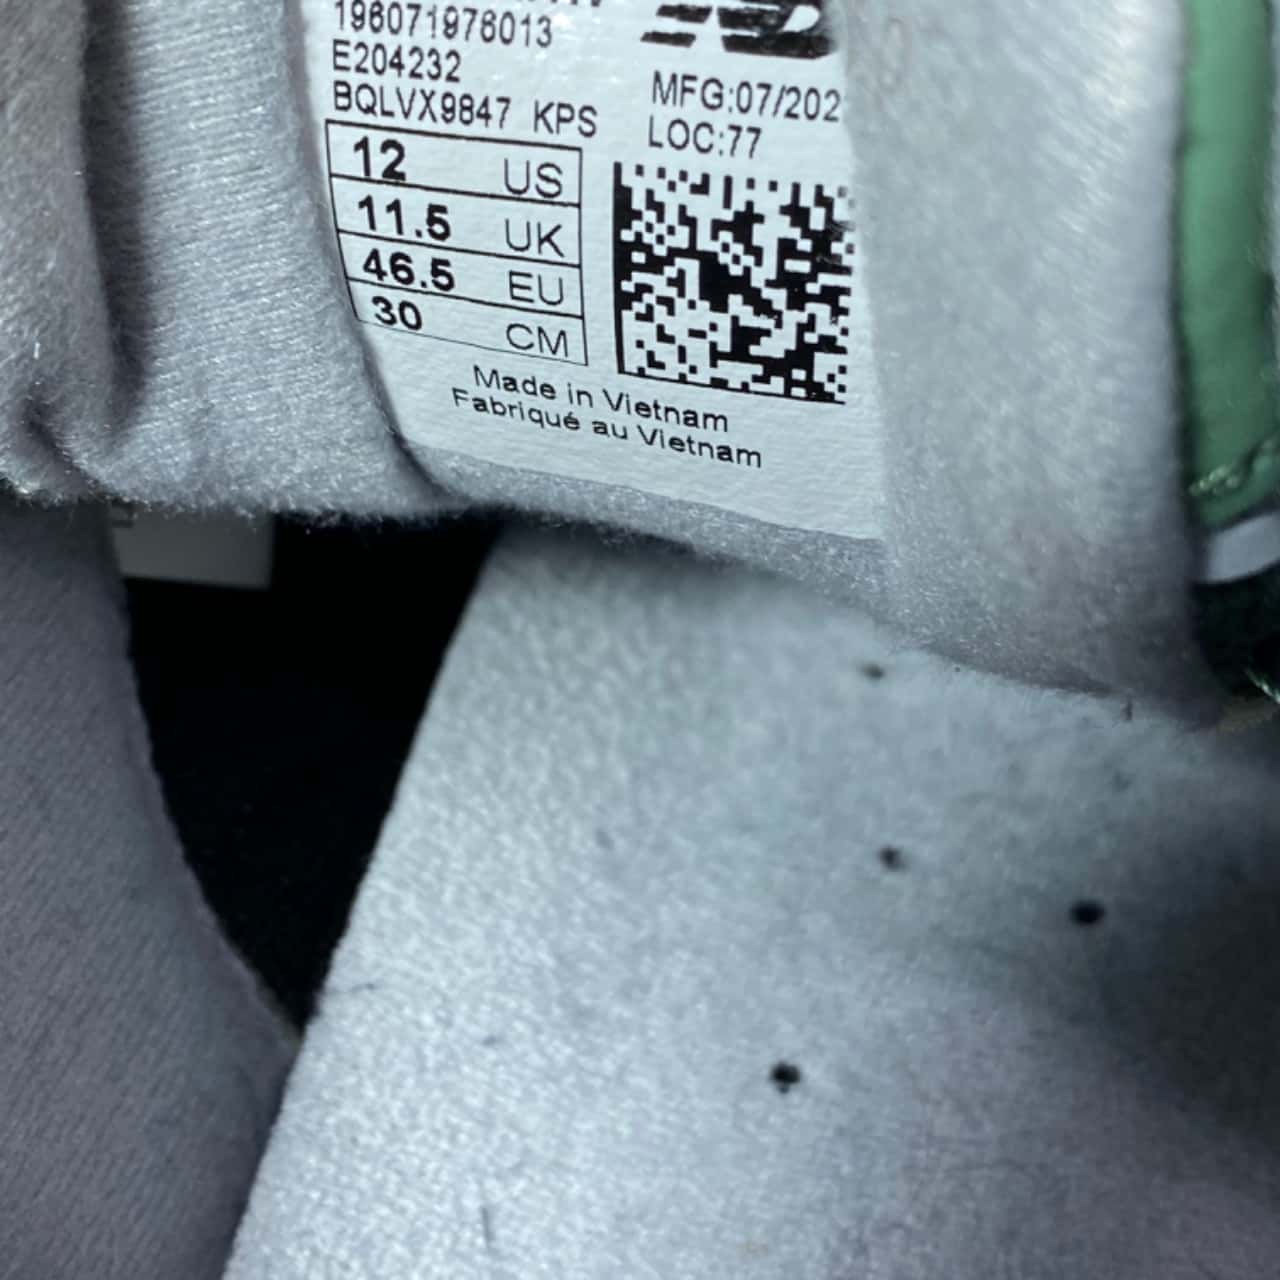 196071976013
E204232
BQLVX9847 KPS
MFG:07/202
LOC:77
12 US
11.5 UK
46.5 EU
30 CM
Made in Vietnam
Fabriqué au Vietnam